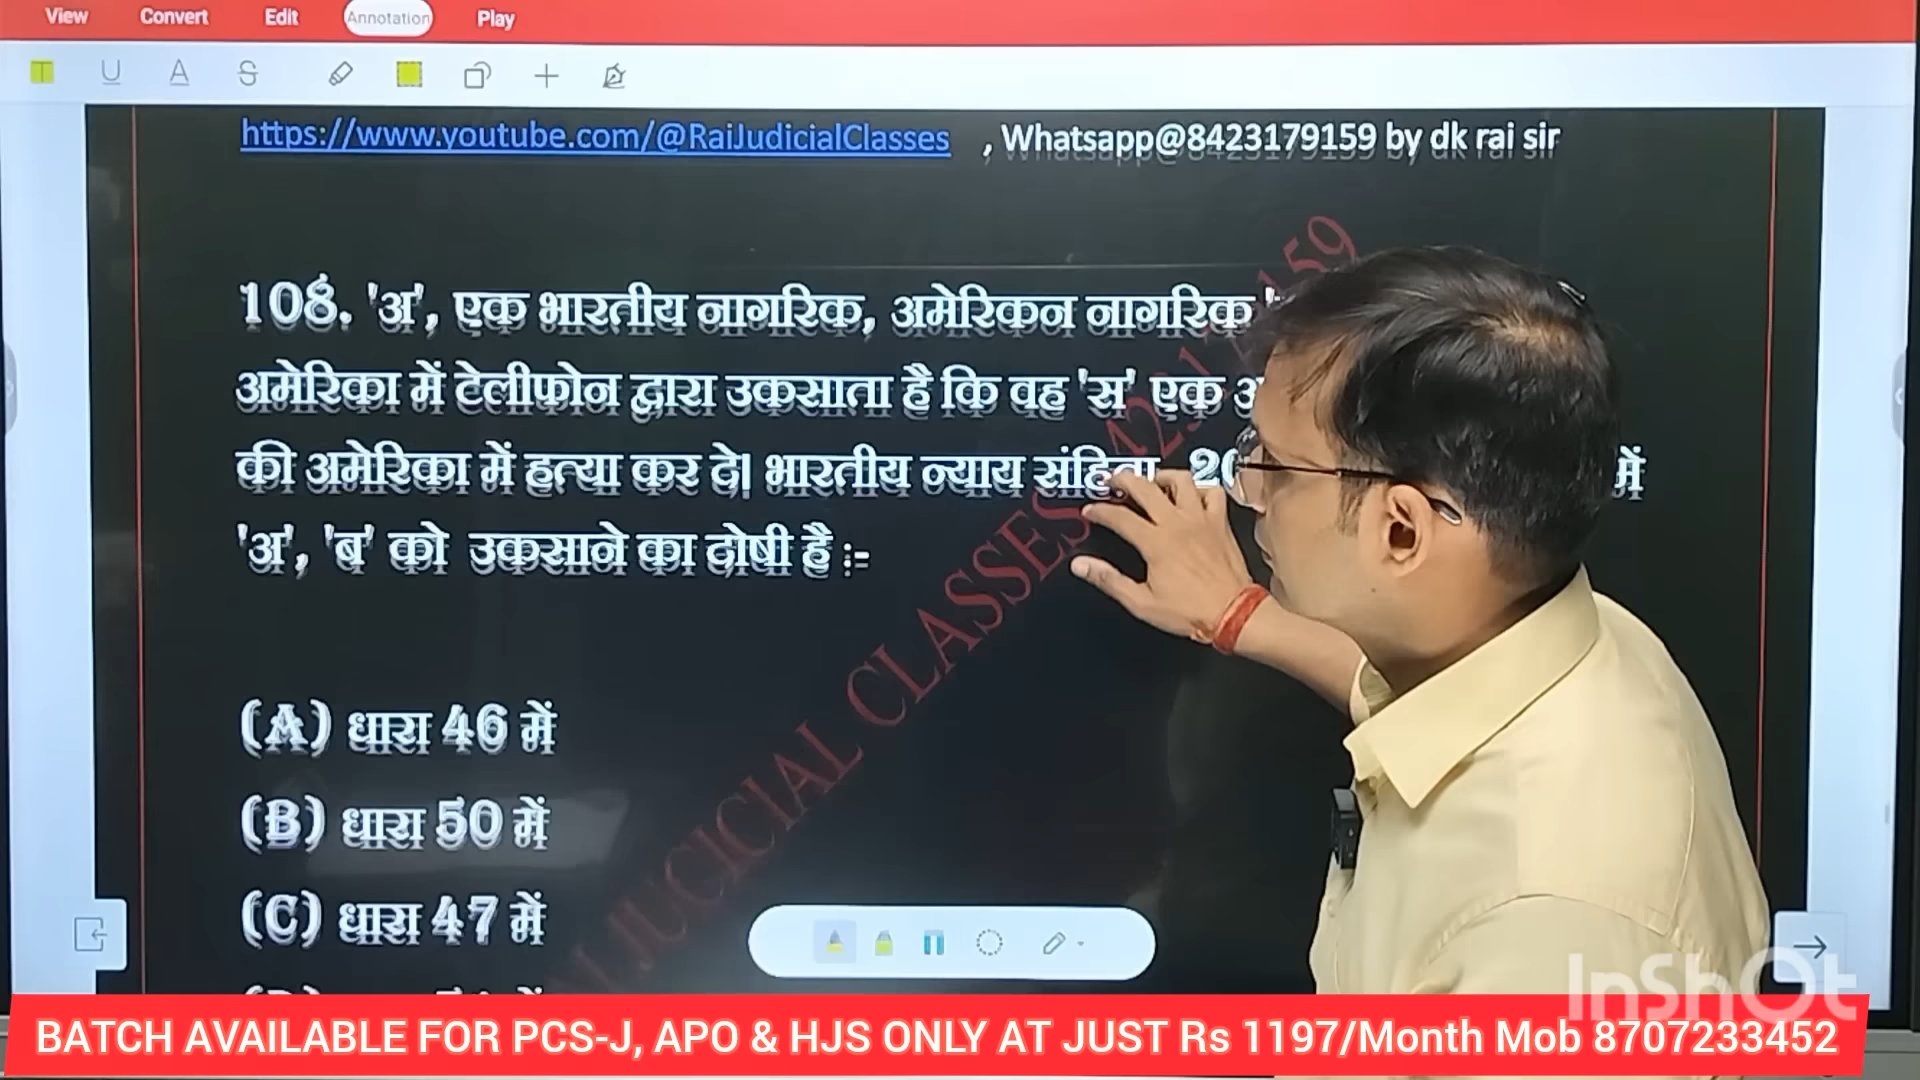 View Convert Edit Annotation Play
https://www.youtube.com/@RaiJudicialClasses , Whatsapp@8423179159 by dk rai sir
108. 'अ', एक भारतीय नागरिक, अमेरिकन नागरिक
अमेरिका में टेलीफोन द्वारा उकसाता है कि वह 'स' एक
की अमेरिका में हत्या कर दे। भारतीय न्याय संहिता, में
'अ', 'ब' को उकसाने का दोषी है :-
(A) धारा 46 में
(B) धारा 50 में
(C) धारा 47 में
JUCICIAL CLASSES
InShOt
BATCH AVAILABLE FOR PCS-J, APO & HJS ONLY AT JUST Rs 1197/Month Mob 8707233452